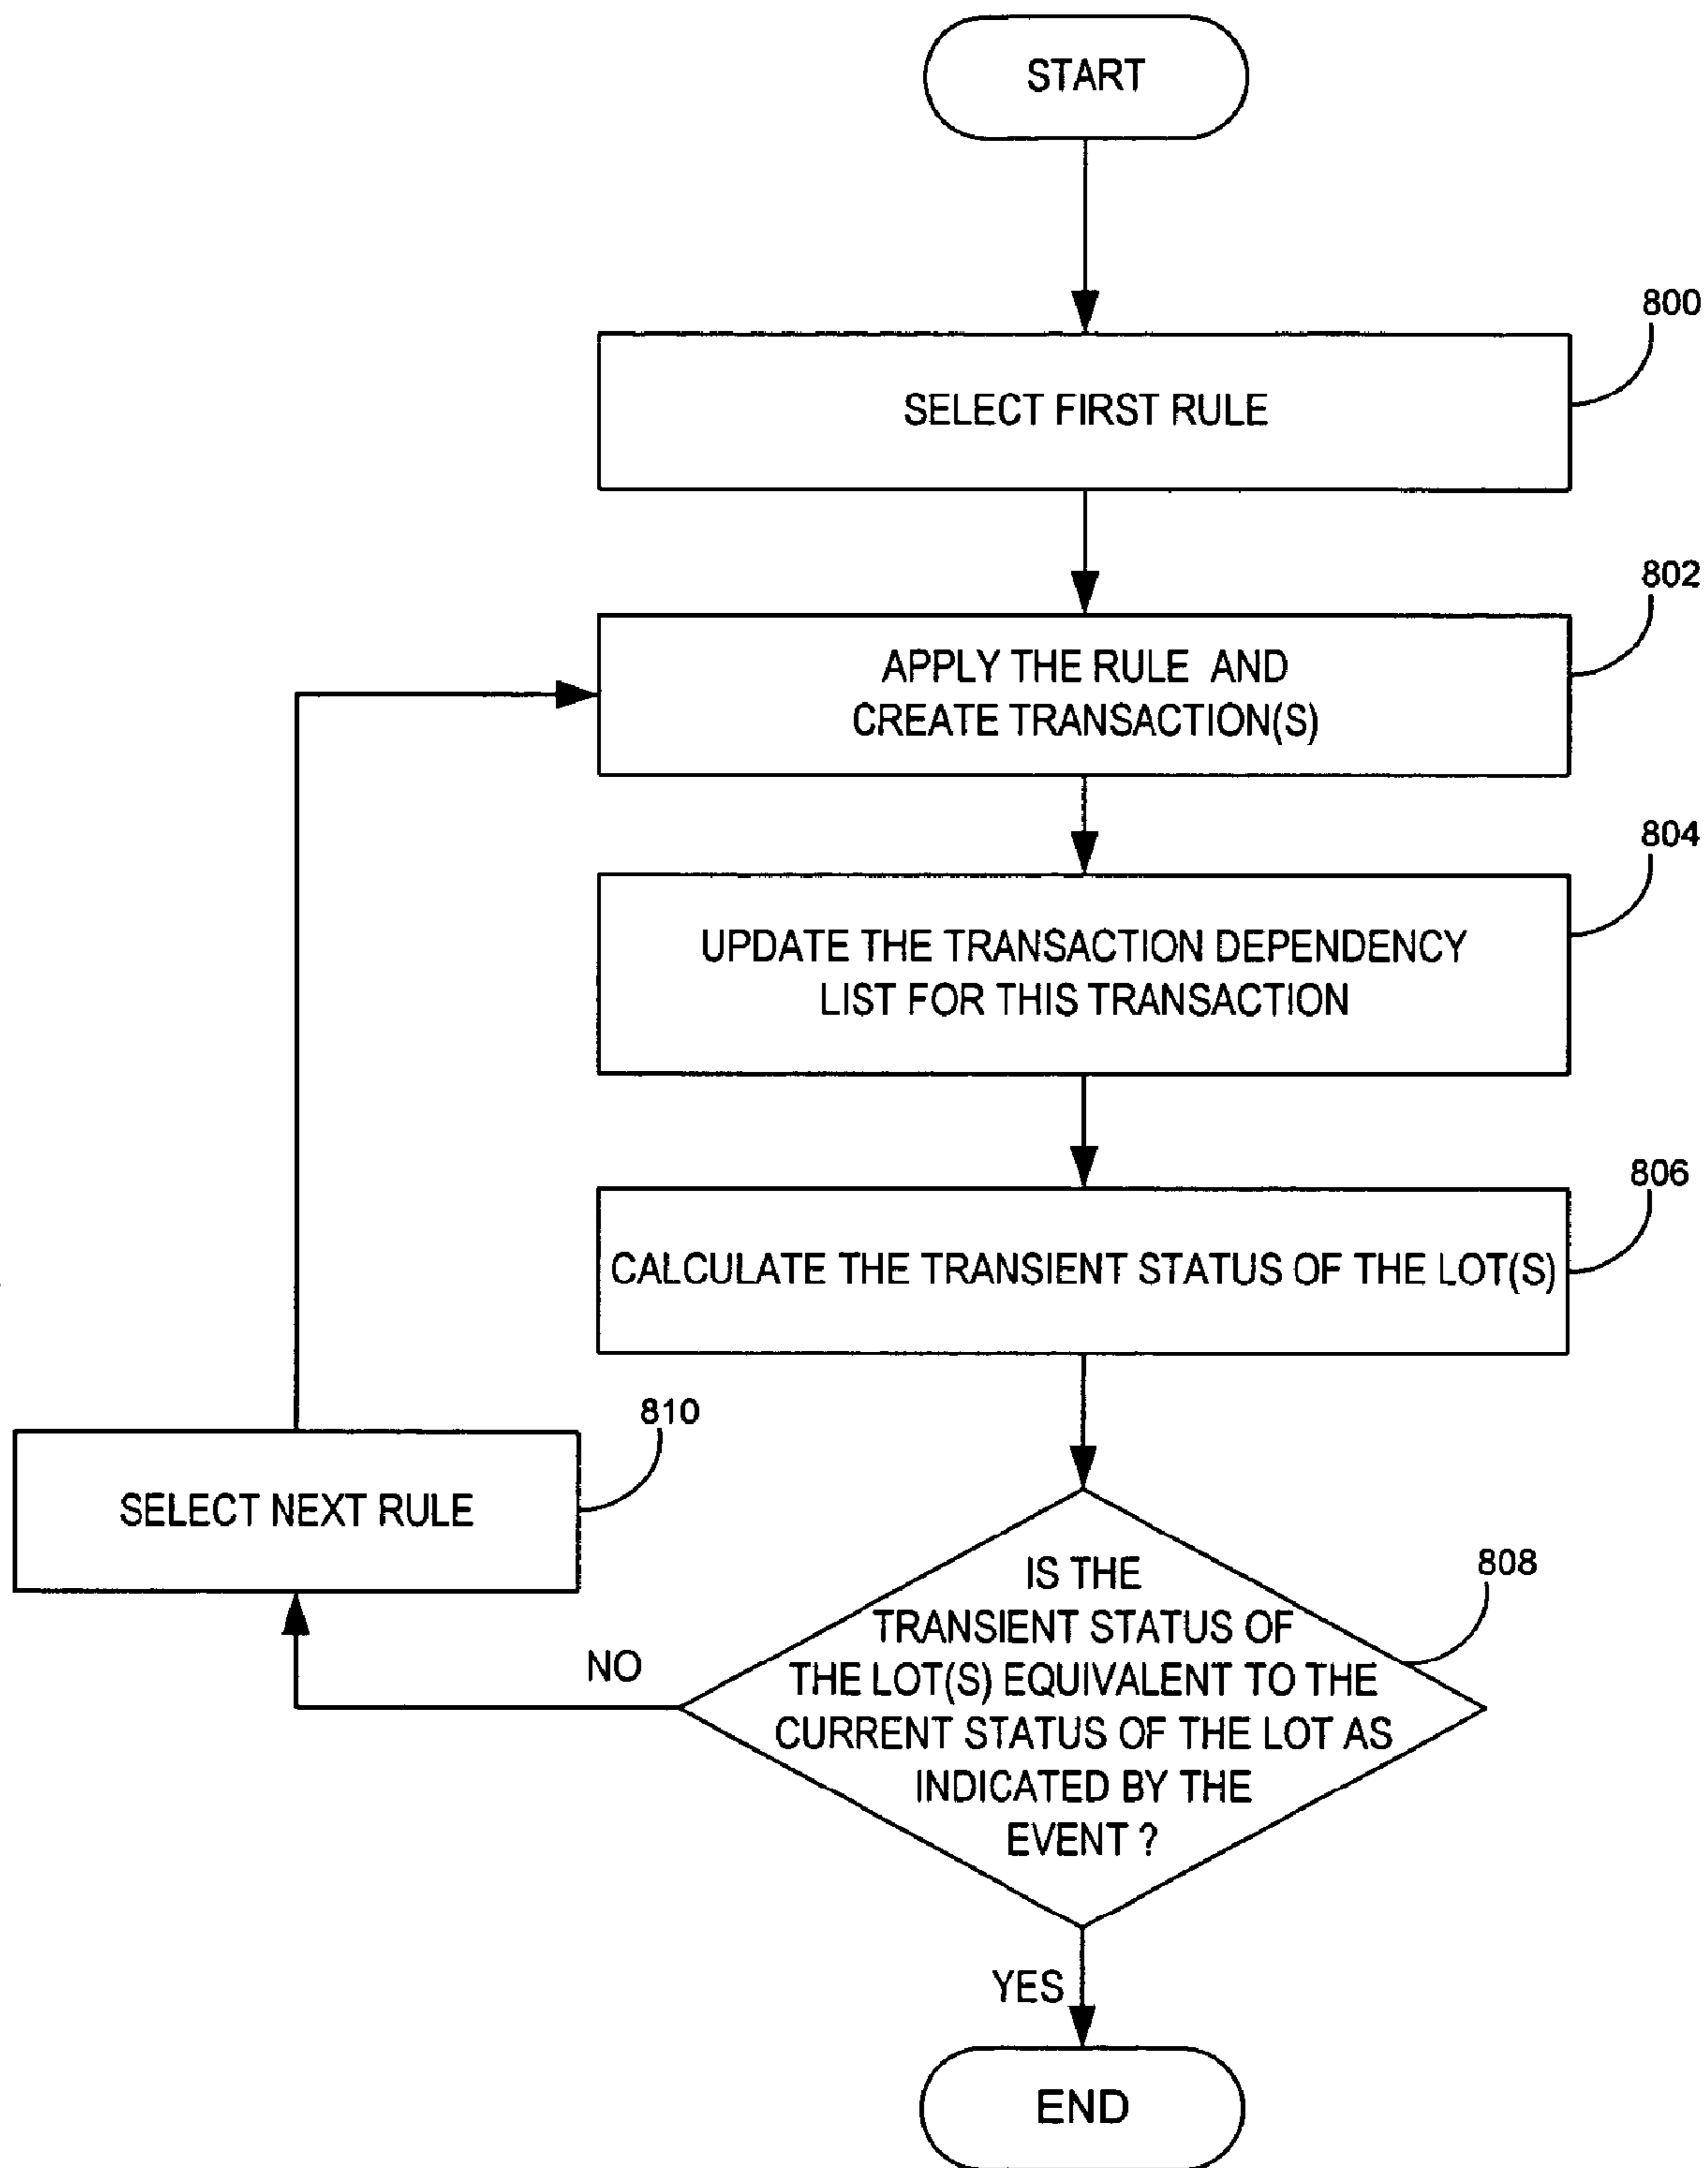 START
800
SELECT FIRST RULE
802
APPLY THE RULE AND
CREATE TRANSACTION(S)
804
UPDATE THE TRANSACTION DEPENDENCY
LIST FOR THIS TRANSACTION
806
CALCULATE THE TRANSIENT STATUS OF THE LOT(S)
810
SELECT NEXT RULE
808
IS THE
TRANSIENT STATUS OF
THE LOT(S) EQUIVALENT TO THE
CURRENT STATUS OF THE LOT AS
INDICATED BY THE
EVENT ?
NO
YES
END